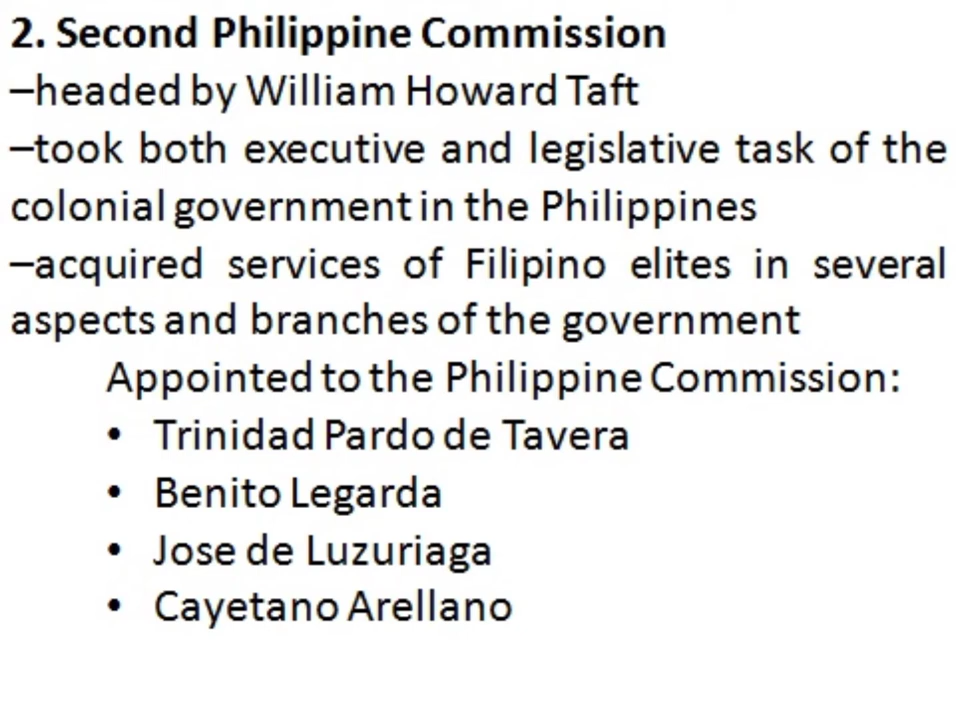 2. Second Philippine Commission
–headed by William Howard Taft
–took both executive and legislative task of the
colonial government in the Philippines
–acquired services of Filipino elites in several
aspects and branches of the government
Appointed to the Philippine Commission:
• Trinidad Pardo de Tavera
• Benito Legarda
• Jose de Luzuriaga
• Cayetano Arellano